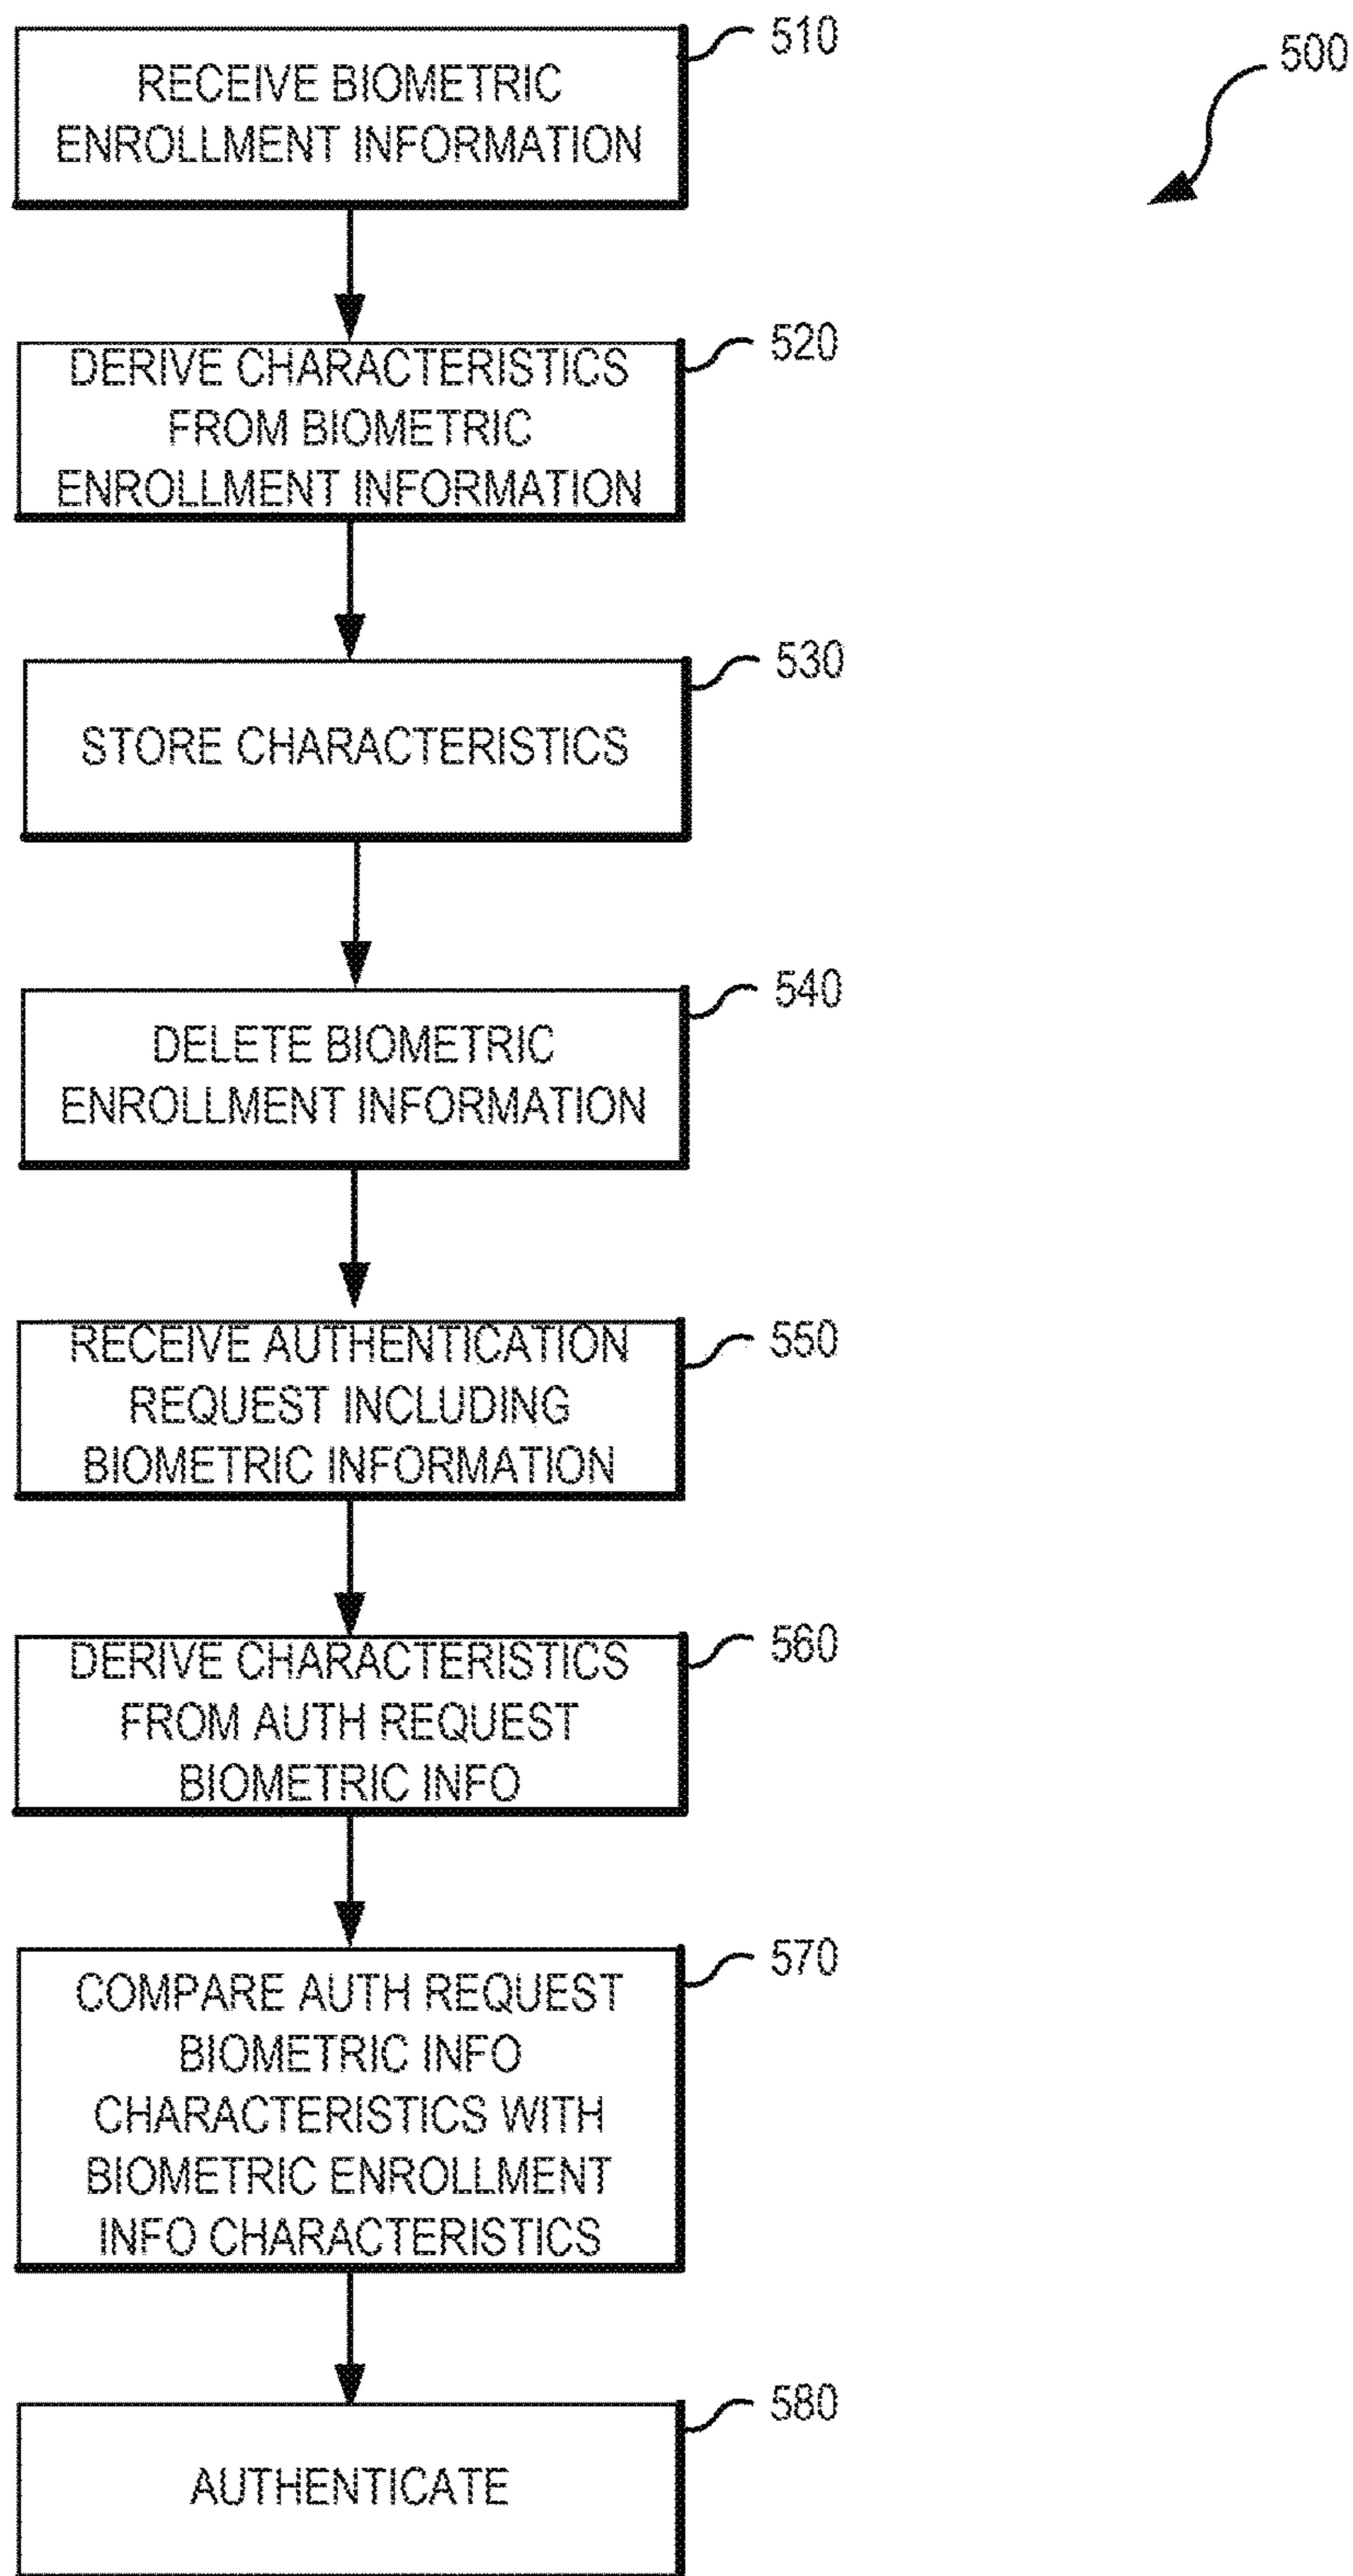 510
500
RECEIVE BIOMETRIC
ENROLLMENT INFORMATION
520
DERIVE CHARACTERISTICS
FROM BIOMETRIC
ENROLLMENT INFORMATION
530
STORE CHARACTERISTICS
540
DELETE BIOMETRIC
ENROLLMENT INFORMATION
550
RECEIVE AUTHENTICATION
REQUEST INCLUDING
BIOMETRIC INFORMATION
560
DERIVE CHARACTERISTICS
FROM AUTH REQUEST
BIOMETRIC INFO
570
COMPARE AUTH REQUEST
BIOMETRIC INFO
CHARACTERISTICS WITH
BIOMETRIC ENROLLMENT
INFO CHARACTERISTICS
580
AUTHENTICATE